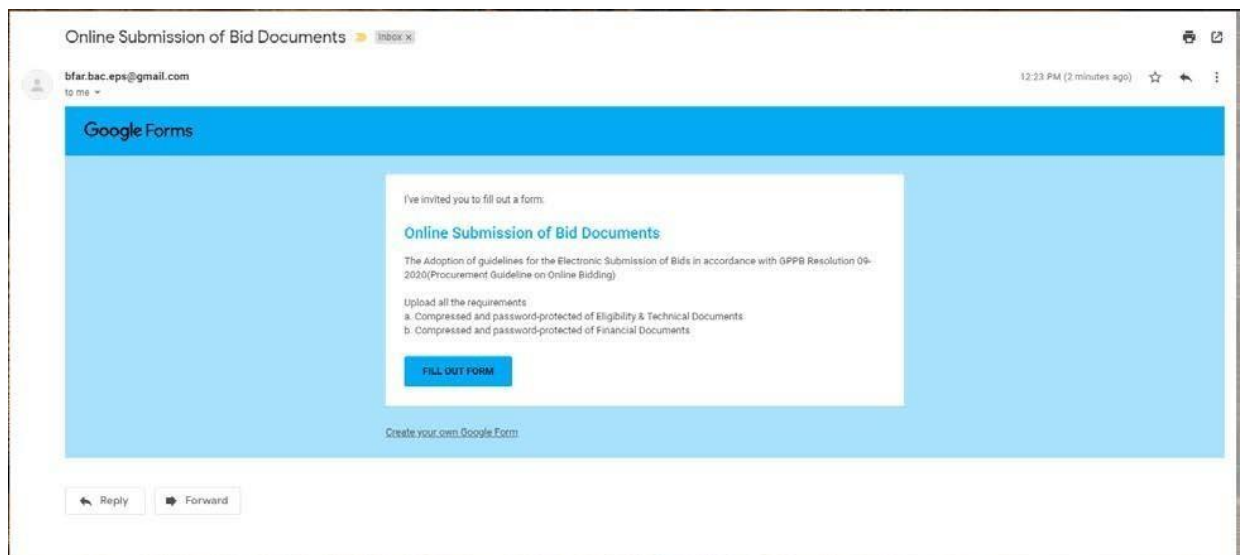 Online Submission of Bid Documents Inbox x
bfar.bac.eps@gmail.com 12:23 PM (2 minutes ago)
to me
Google Forms
I've invited you to fill out a form:
Online Submission of Bid Documents
The Adoption of guidelines for the Electronic Submission of Bids in accordance with GPPB Resolution 09-
2020(Procurement Guideline on Online Bidding)
Upload all the requirements
a. Compressed and password-protected of Eligibility & Technical Documents
b. Compressed and password-protected of Financial Documents
FILL OUT FORM
Create your own Google Form
Reply Forward